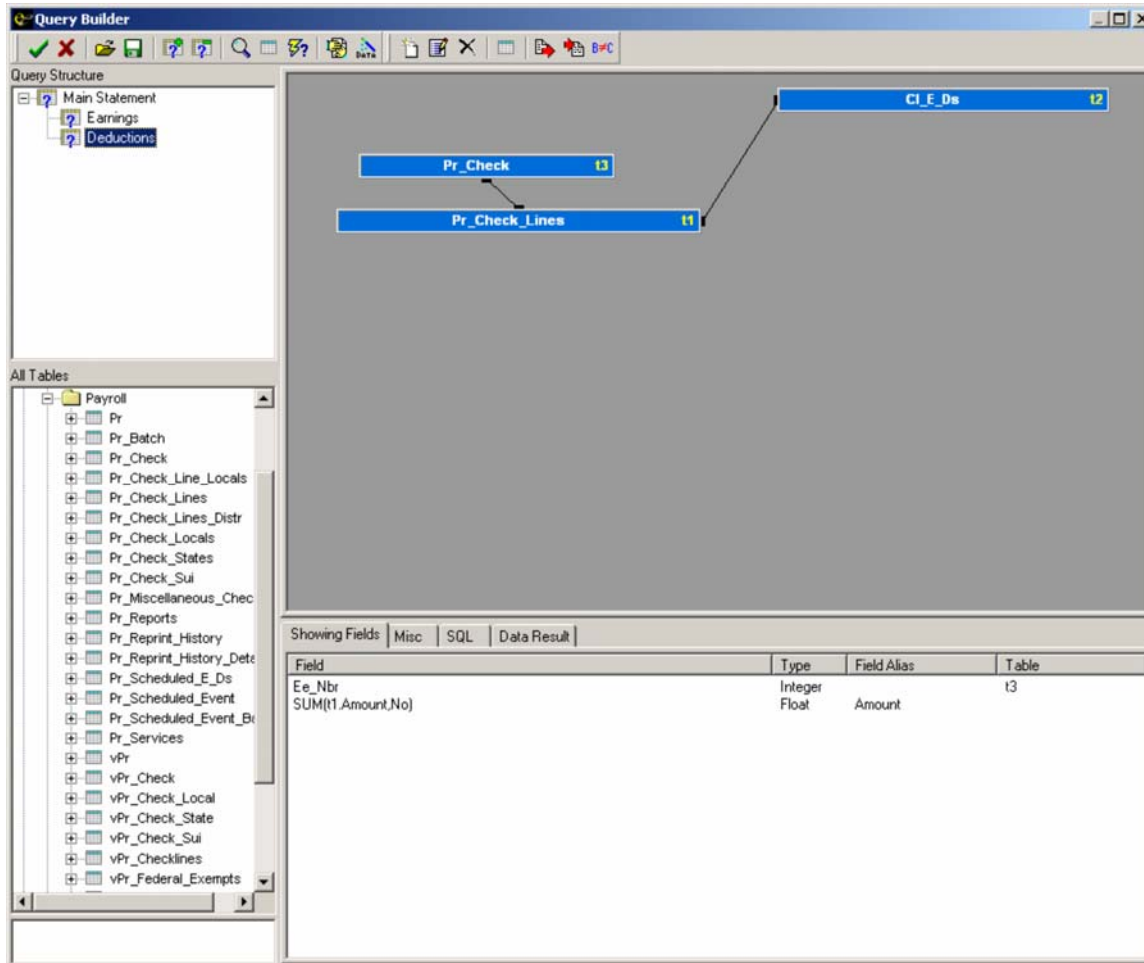 Query Builder
DATA
B≠C
Query Structure
Main Statement
Earnings
Deductions
Cl_E_Ds t2
Pr_Check t3
Pr_Check_Lines t1
All Tables
Payroll
Pr
Pr_Batch
Pr_Check
Pr_Check_Line_Locals
Pr_Check_Lines
Pr_Check_Lines_Distr
Pr_Check_Locals
Pr_Check_States
Pr_Check_Sui
Pr_Miscellaneous_Chec
Pr_Reports
Pr_Reprint_History
Pr_Reprint_History_Deta
Pr_Scheduled_E_Ds
Pr_Scheduled_Event
Pr_Scheduled_Event_Ba
Pr_Services
vPr
vPr_Check
vPr_Check_Local
vPr_Check_State
vPr_Check_Sui
vPr_Checklines
vPr_Federal_Exempts
Showing Fields Misc SQL Data Result
Field Type Field Alias Table
Ee_Nbr Integer t3
SUM(t1.Amount,No) Float Amount